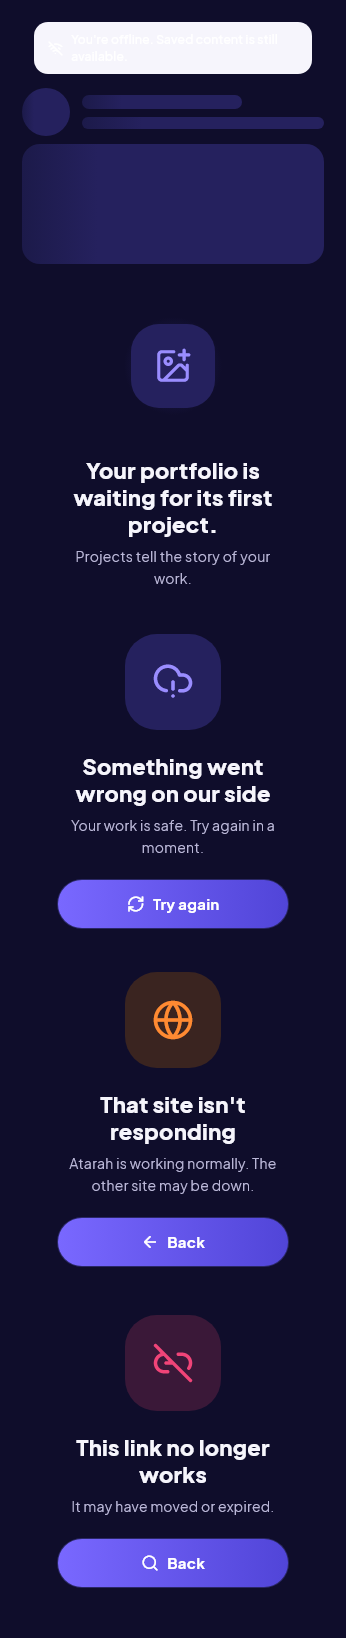 You're offline. Saved content is still
available.
Your portfolio is
waiting for its first
project.
Projects tell the story of your
work.
Something went
wrong on our side
Your work is safe. Try again in a
moment.
Try again
That site isn't
responding
Atarah is working normally. The
other site may be down.
Back
This link no longer
works
It may have moved or expired.
Back